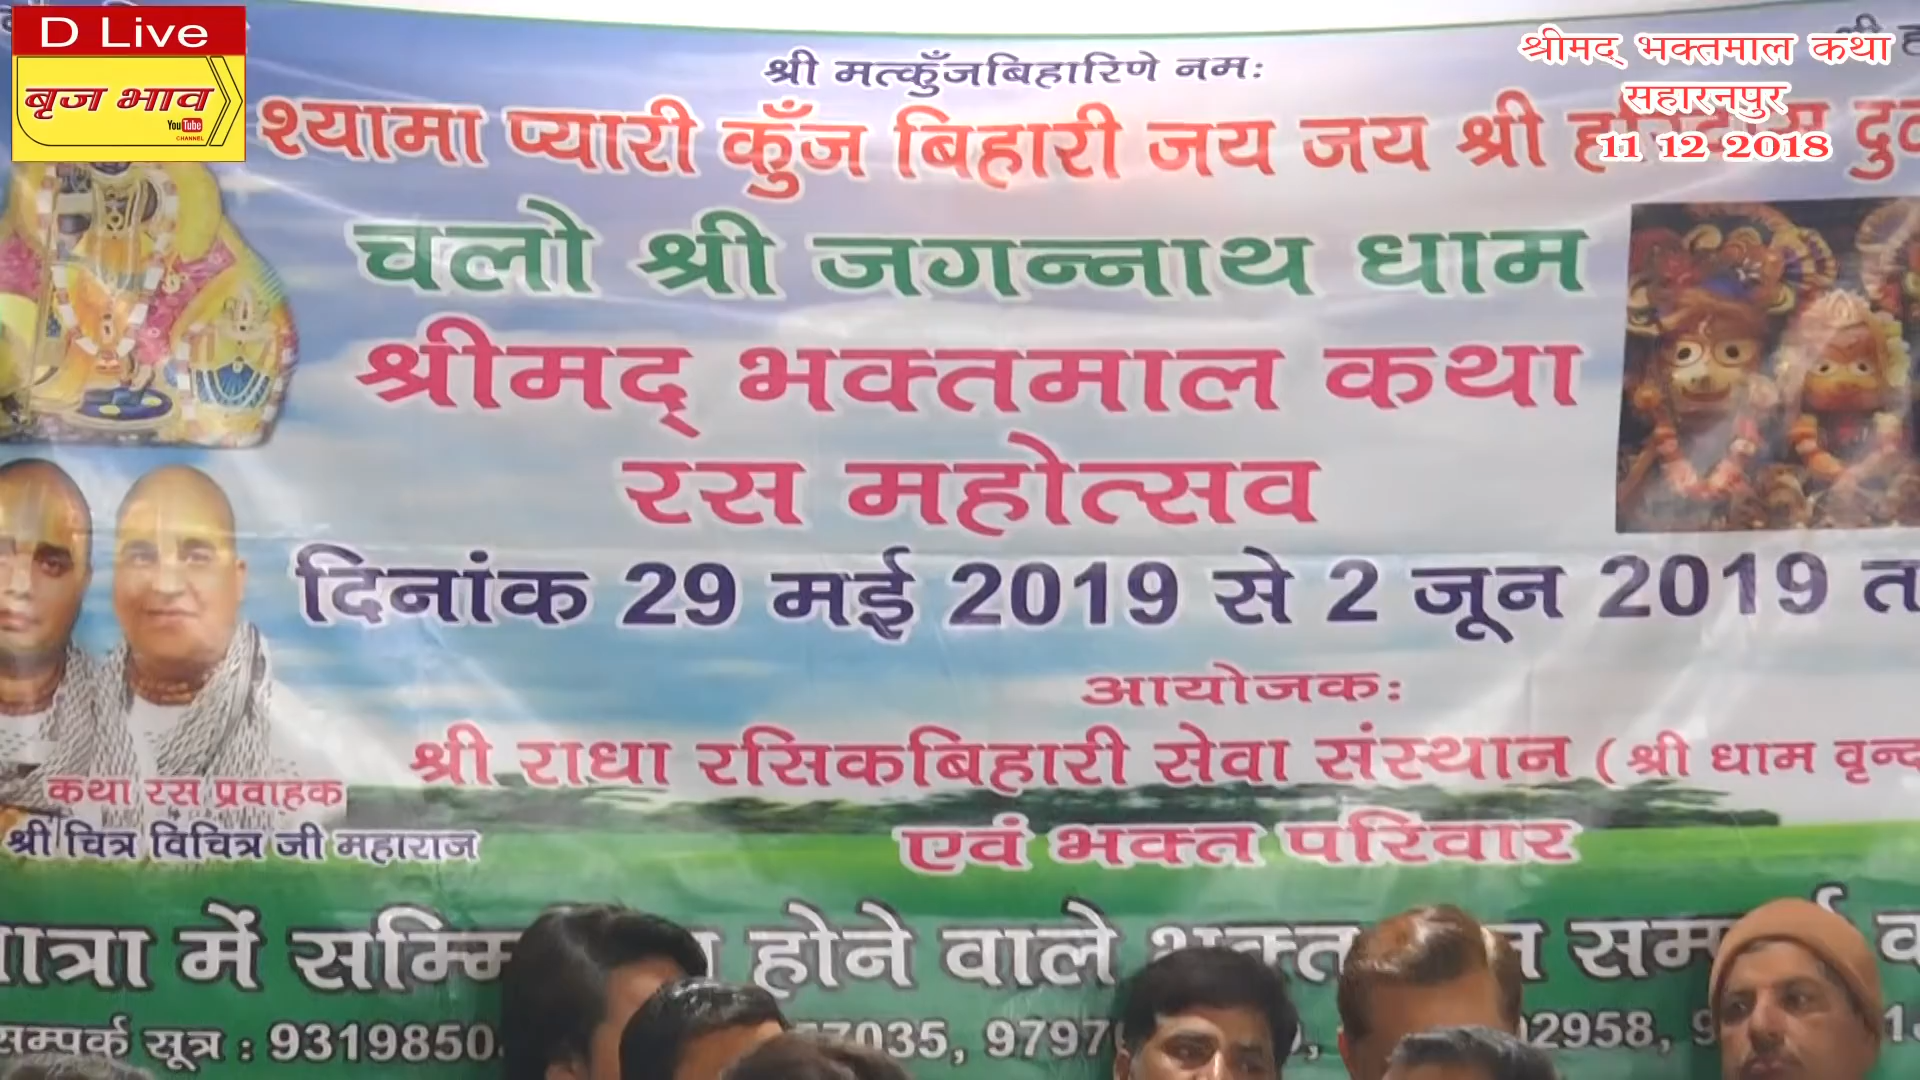 D Live
बृज भाव
YouTube
CHANNEL
श्रीमद् भक्तमाल कथा
सहारनपुर
11 12 2018
श्री मत्कुँजबिहारिणे नमः
श्यामा प्यारी कुँज बिहारी जय जय श्री
चलो श्री जगन्नाथ धाम
श्रीमद् भक्तमाल कथा
रस महोत्सव
दिनांक 29 मई 2019 से 2 जून 2019
आयोजकः
श्री राधा रसिकबिहारी सेवा संस्थान ( श्री धाम
एवं भक्त परिवार
कथा रस प्रवाहक
श्री चित्र विचित्र जी महाराज
में होने वाले
सम्पर्क सूत्र : 9319850